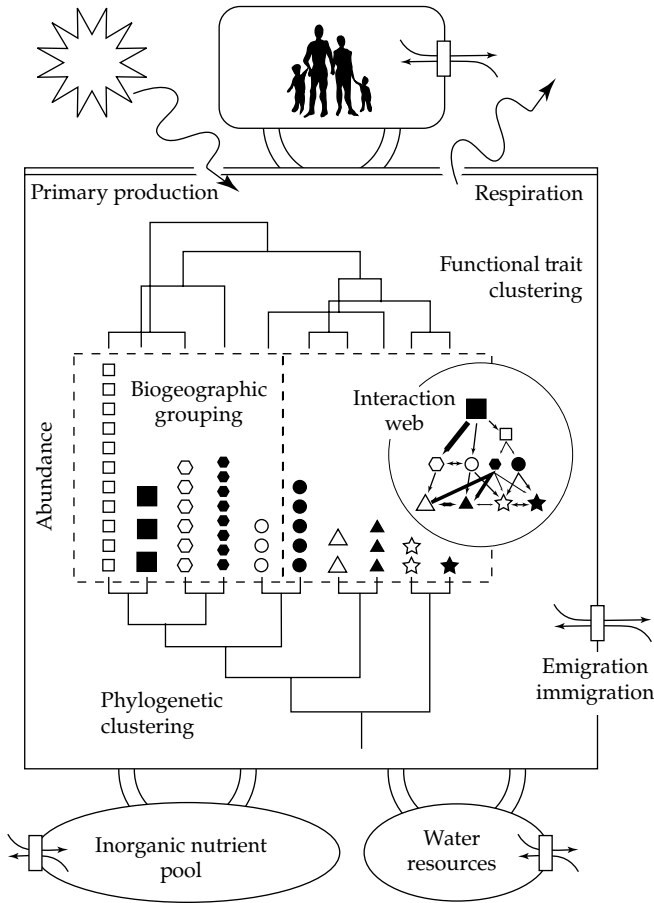 Primary production
Respiration
Functional trait
clustering
Biogeographic
grouping
Interaction
web
Abundance
Emigration
immigration
Phylogenetic
clustering
Inorganic nutrient
pool
Water
resources